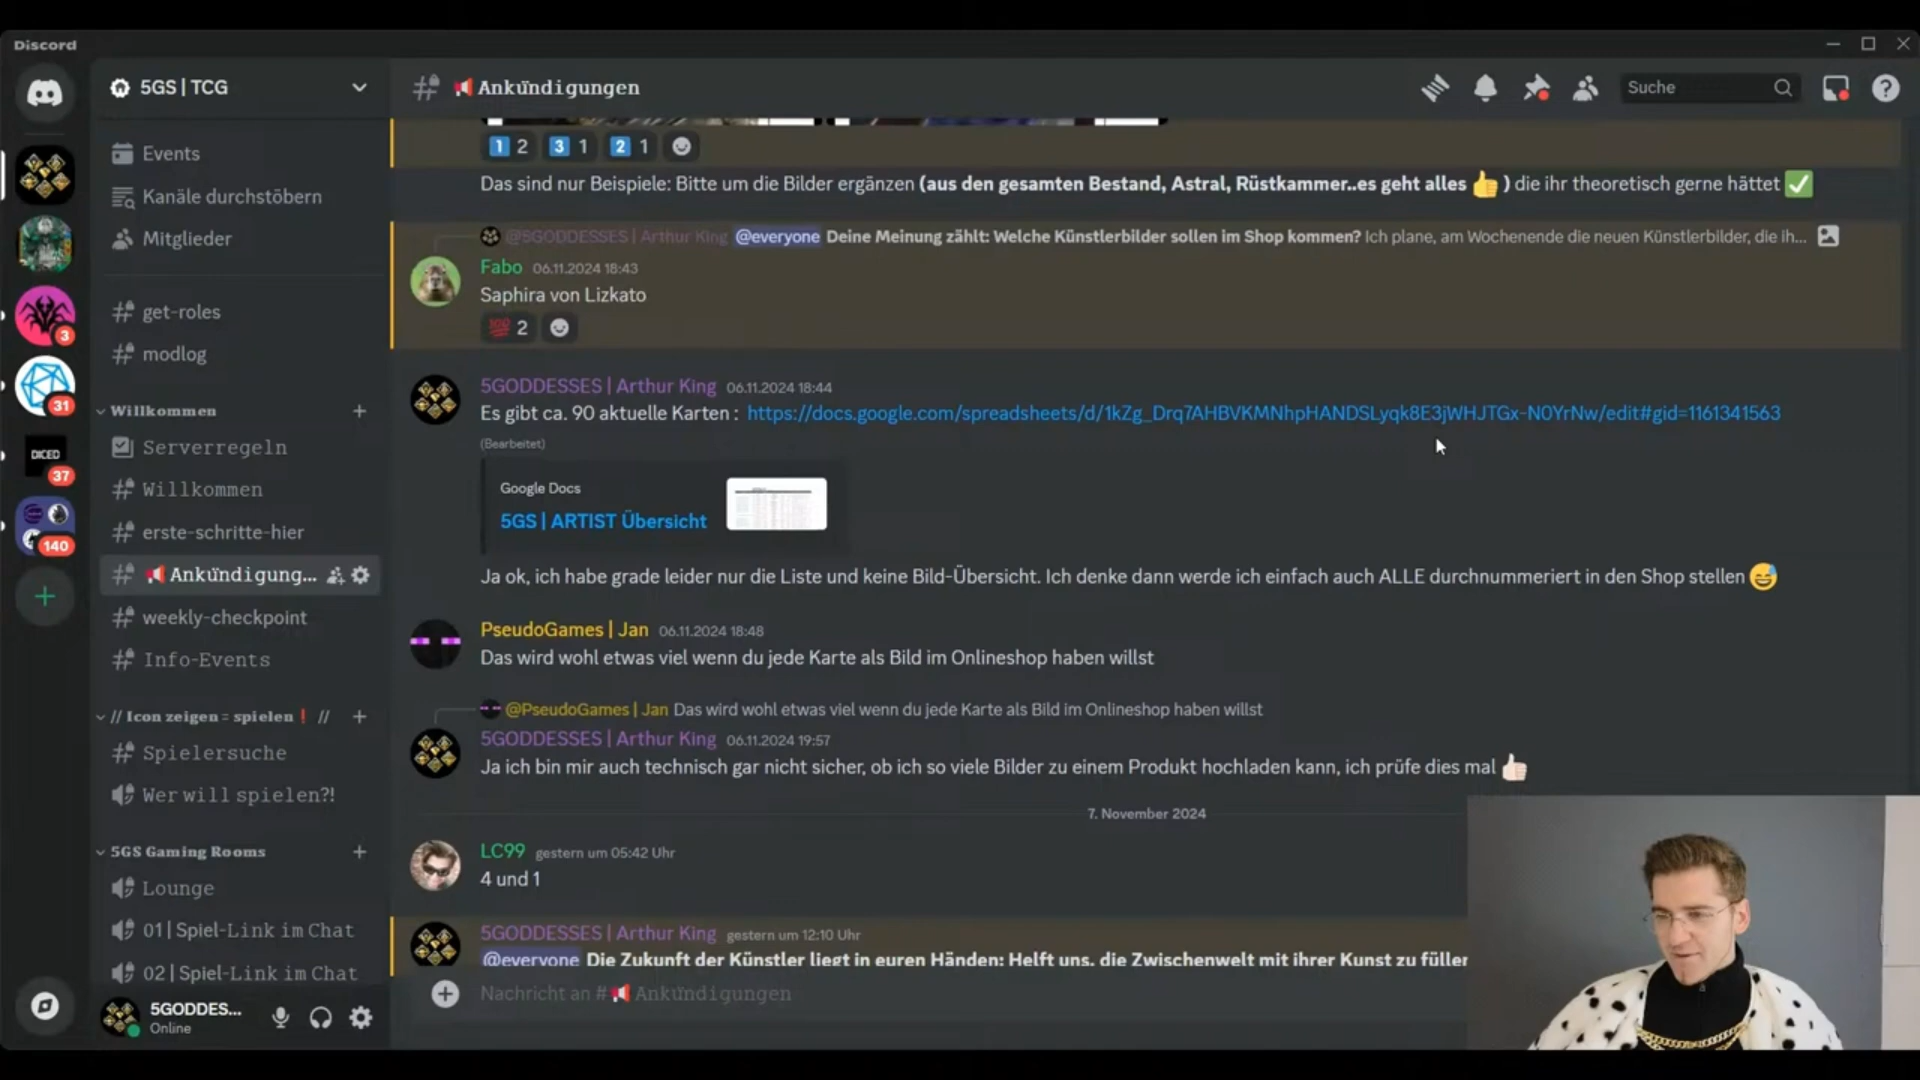 Discord
5GS | TCG
Ankündigungen
Suche
Events
Kanäle durchstöbern
Mitglieder
get-roles
modlog
Willkommen
Serverregeln
Willkommen
erste-schritte-hier
Ankündigung...
weekly-checkpoint
Info-Events
// Icon zeigen = spielen❗ //
Spielersuche
Wer will spielen?!
5GS Gaming Rooms
Lounge
01 | Spiel-Link im Chat
02 | Spiel-Link im Chat
5GODDES...
Online
3
31
DICED
37
140
1 2 3 1 2 1
Das sind nur Beispiele: Bitte um die Bilder ergänzen (aus den gesamten Bestand, Astral, Rüstkammer..es geht alles 👍 ) die ihr theoretisch gerne hättet ✅
@5GODDESSES | Arthur King @everyone Deine Meinung zählt: Welche Künstlerbilder sollen im Shop kommen? Ich plane, am Wochenende die neuen Künstlerbilder, die ih...
Fabo 06.11.2024 18:43
Saphira von Lizkato
💯 2
5GODDESSES | Arthur King 06.11.2024 18:44
Es gibt ca. 90 aktuelle Karten : https://docs.google.com/spreadsheets/d/1kZg_Drq7AHBVKMNhpHANDSLyqk8E3jWHJTGx-N0YrNw/edit#gid=1161341563
(Bearbeitet)
Google Docs
5GS | ARTIST Übersicht
Ja ok, ich habe grade leider nur die Liste und keine Bild-Übersicht. Ich denke dann werde ich einfach auch ALLE durchnummeriert in den Shop stellen 😅
PseudoGames | Jan 06.11.2024 18:48
Das wird wohl etwas viel wenn du jede Karte als Bild im Onlineshop haben willst
@PseudoGames | Jan Das wird wohl etwas viel wenn du jede Karte als Bild im Onlineshop haben willst
5GODDESSES | Arthur King 06.11.2024 19:57
Ja ich bin mir auch technisch gar nicht sicher, ob ich so viele Bilder zu einem Produkt hochladen kann, ich prüfe dies mal 👍🏻
7. November 2024
LC99 gestern um 05:42 Uhr
4 und 1
5GODDESSES | Arthur King gestern um 12:10 Uhr
@everyone Die Zukunft der Künstler liegt in euren Händen: Helft uns, die Zwischenwelt mit ihrer Kunst zu füller
Nachricht an #📢 Ankündigungen